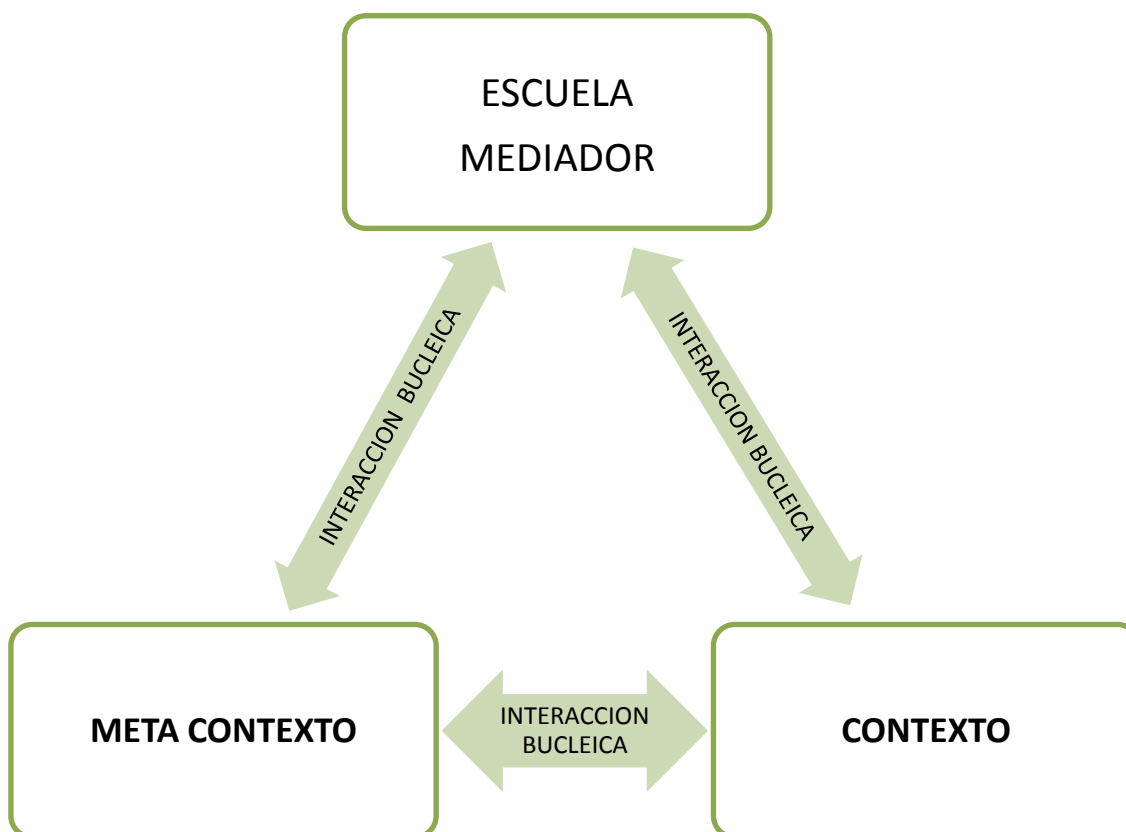 ESCUELA
MEDIADOR
INTERACCION BUCLEICA
INTERACCION BUCLEICA
META CONTEXTO
INTERACCION
BUCLEICA
CONTEXTO